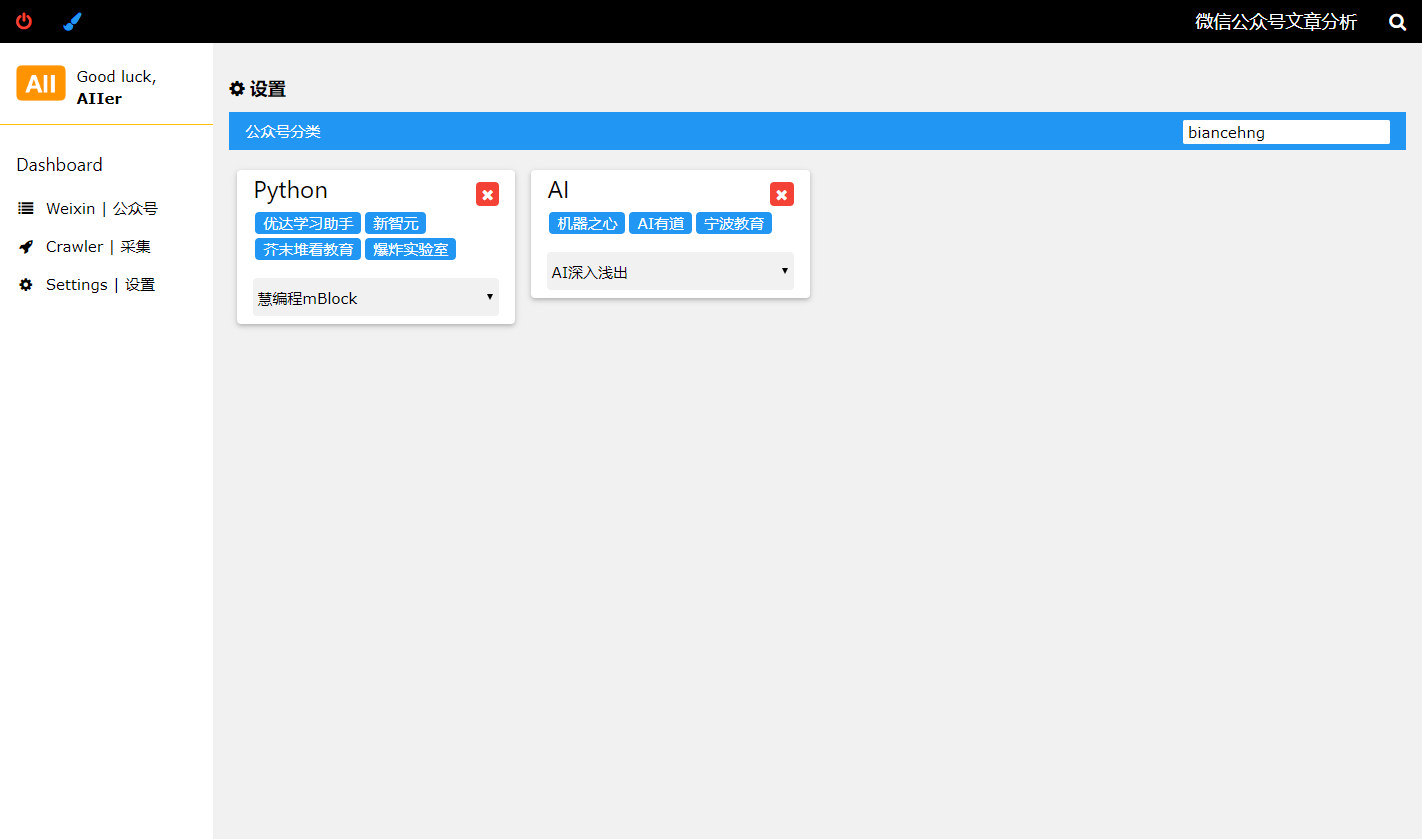 微信公众号文章分析
AII
Good luck,
AIIer
设置
公众号分类
biancehng
Dashboard
Weixin | 公众号
Crawler | 采集
Settings | 设置
Python
优达学习助手 新智元
芥末堆看教育 爆炸实验室
慧编程mBlock
AI
机器之心 AI有道 宁波教育
AI深入浅出